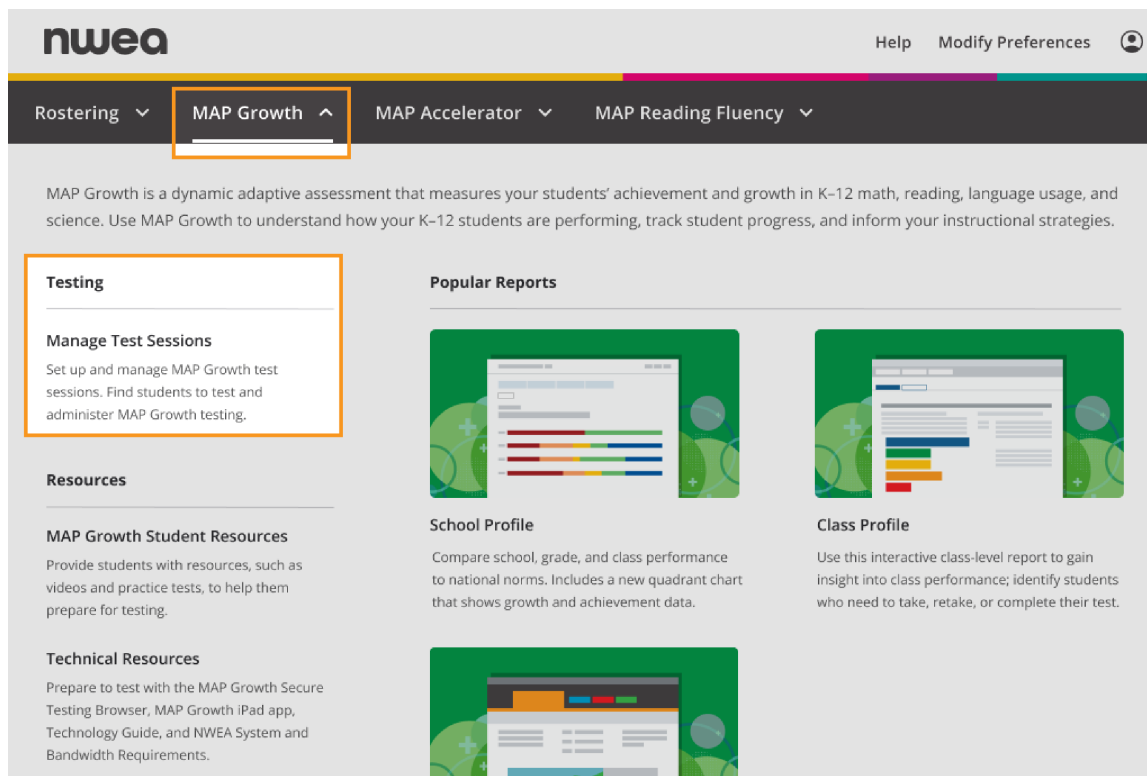 nwea
Help Modify Preferences
Rostering MAP Growth MAP Accelerator MAP Reading Fluency
MAP Growth is a dynamic adaptive assessment that measures your students’ achievement and growth in K–12 math, reading, language usage, and
science. Use MAP Growth to understand how your K–12 students are performing, track student progress, and inform your instructional strategies.
Testing
Manage Test Sessions
Set up and manage MAP Growth test
sessions. Find students to test and
administer MAP Growth testing.
Resources
MAP Growth Student Resources
Provide students with resources, such as
videos and practice tests, to help them
prepare for testing.
Technical Resources
Prepare to test with the MAP Growth Secure
Testing Browser, MAP Growth iPad app,
Technology Guide, and NWEA System and
Bandwidth Requirements.
Popular Reports
School Profile
Compare school, grade, and class performance
to national norms. Includes a new quadrant chart
that shows growth and achievement data.
Class Profile
Use this interactive class-level report to gain
insight into class performance; identify students
who need to take, retake, or complete their test.